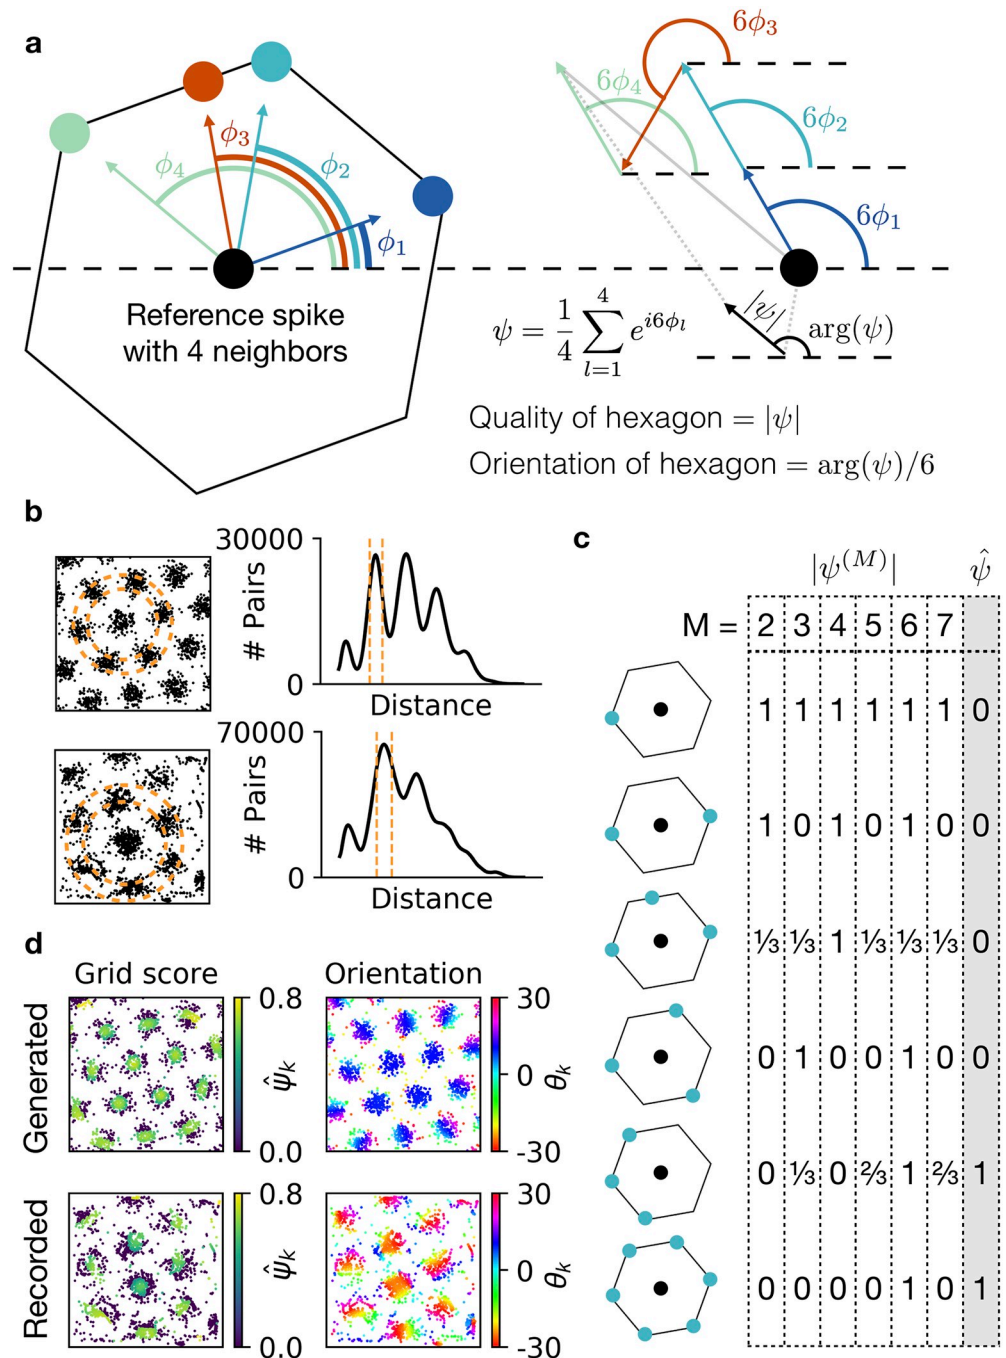 a
ϕ₃
ϕ₂
ϕ₄
ϕ₁
Reference spike
with 4 neighbors
6ϕ₃
6ϕ₄
6ϕ₂
6ϕ₁
|ψ|
arg(ψ)
ψ = 1/4 ∑_{l=1}^{4} e^{i6ϕ_l}
Quality of hexagon = |ψ|
Orientation of hexagon = arg(ψ)/6
b
30000
# Pairs
0
Distance
70000
# Pairs
0
Distance
c
|ψ^(M)| ψ̂
M = 2 3 4 5 6 7
1 1 1 1 1 1 0
1 0 1 0 1 0 0
⅓ ⅓ 1 ⅓ ⅓ ⅓ 0
0 1 0 0 1 0 0
0 ⅓ 0 ⅔ 1 ⅔ 1
0 0 0 0 1 0 1
d
Grid score Orientation
Generated
0.8
ψ̂ₖ
0.0
30
0
θₖ
-30
Recorded
0.8
ψ̂ₖ
0.0
30
0
θₖ
-30